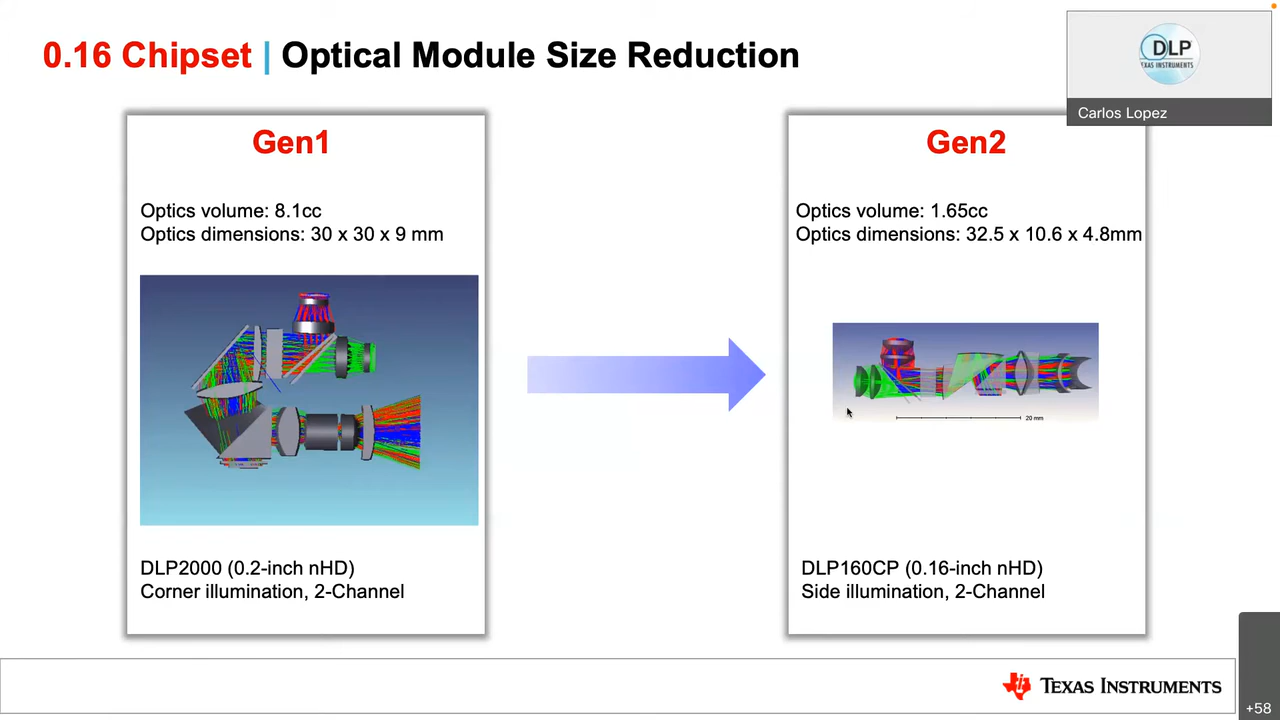 0.16 Chipset | Optical Module Size Reduction
DLP
TEXAS INSTRUMENTS
Carlos Lopez
Gen1
Optics volume: 8.1cc
Optics dimensions: 30 x 30 x 9 mm
DLP2000 (0.2-inch nHD)
Corner illumination, 2-Channel
Gen2
Optics volume: 1.65cc
Optics dimensions: 32.5 x 10.6 x 4.8mm
20 mm
DLP160CP (0.16-inch nHD)
Side illumination, 2-Channel
TEXAS INSTRUMENTS
+58